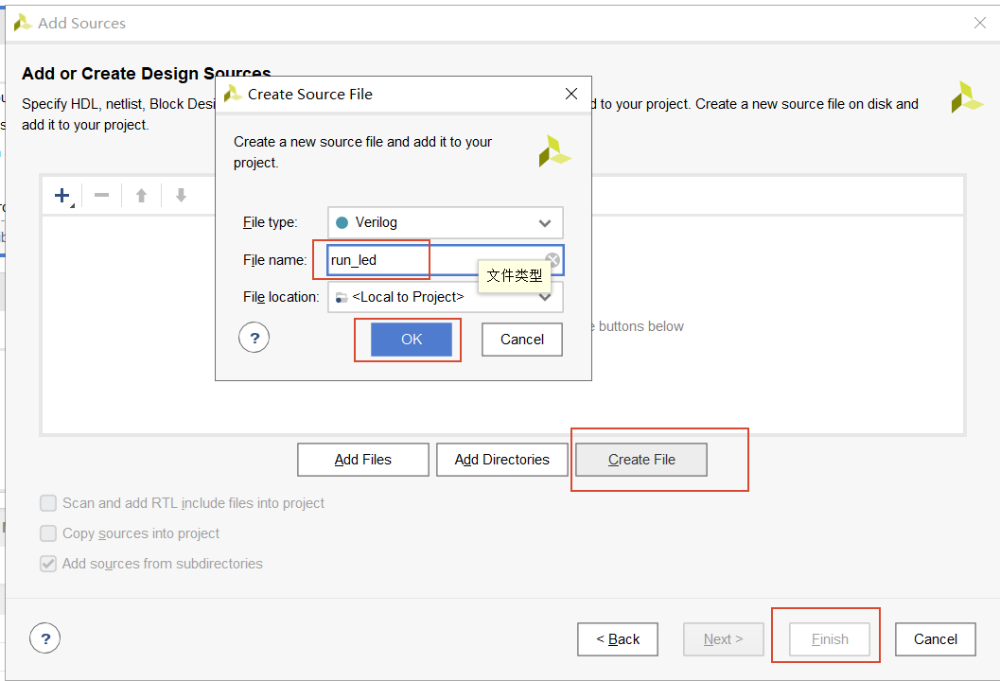 Add Sources
Add or Create Design Sources
Specify HDL, netlist, Block Desi
d to your project. Create a new source file on disk and
add it to your project.
Create Source File
Create a new source file and add it to your
project.
File type:
Verilog
File name:
run_led
文件类型
File location:
<Local to Project>
?
OK
Cancel
e buttons below
Add Files
Add Directories
Create File
Scan and add RTL include files into project
Copy sources into project
Add sources from subdirectories
?
< Back
Next >
Finish
Cancel